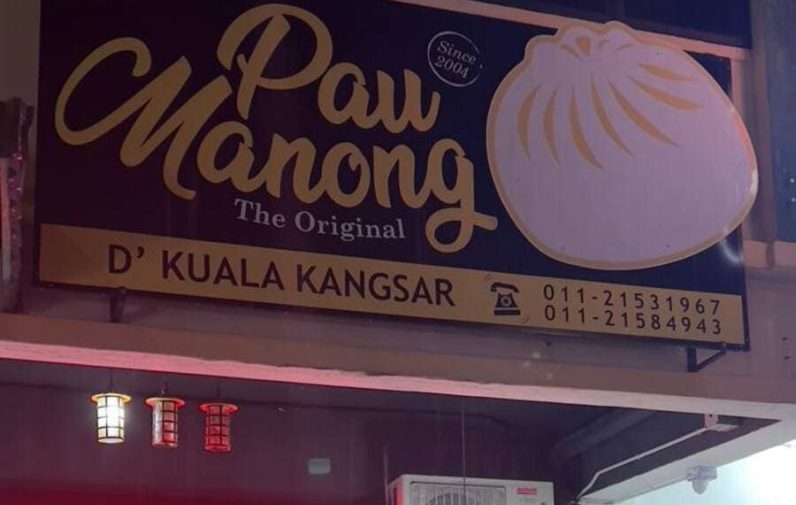 Pau
Since
2004
Manong
The Original
D' KUALA KANGSAR
011-21531967
011-21584943